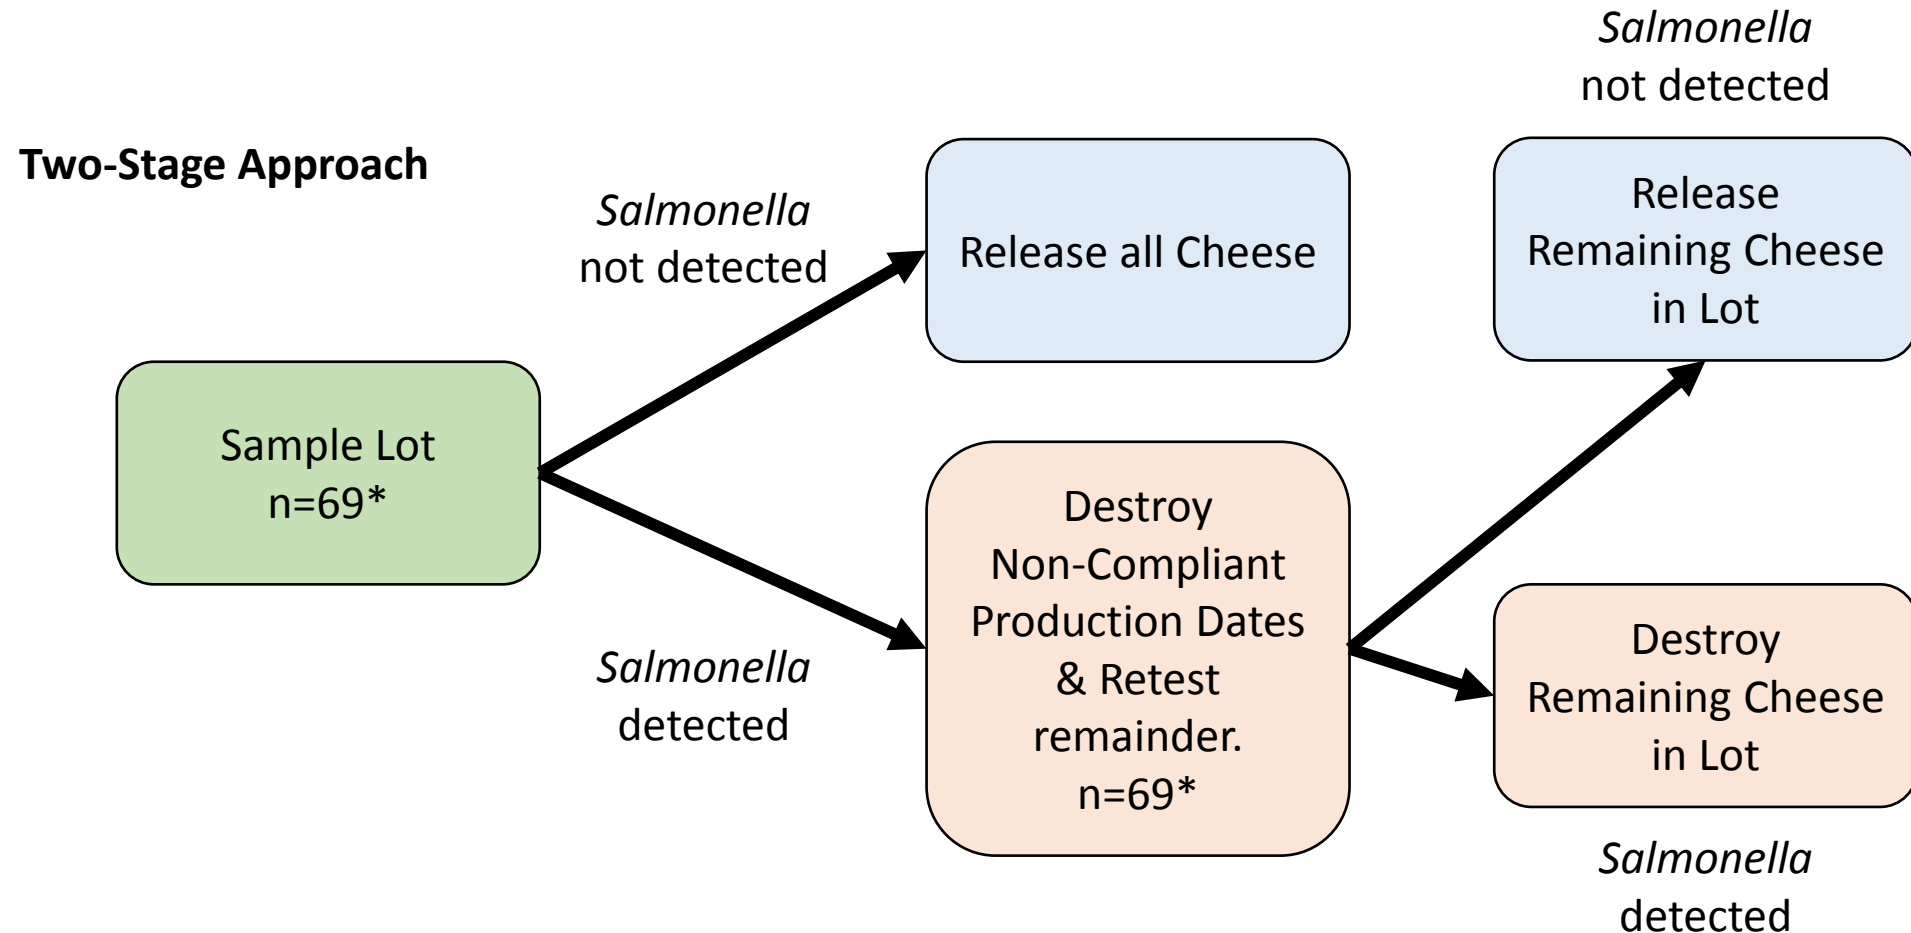 Two-Stage Approach
Sample Lot
n=69*
Salmonella
not detected
Release all Cheese
Salmonella
detected
Destroy
Non-Compliant
Production Dates
& Retest
remainder.
n=69*
Salmonella
not detected
Release
Remaining Cheese
in Lot
Destroy
Remaining Cheese
in Lot
Salmonella
detected